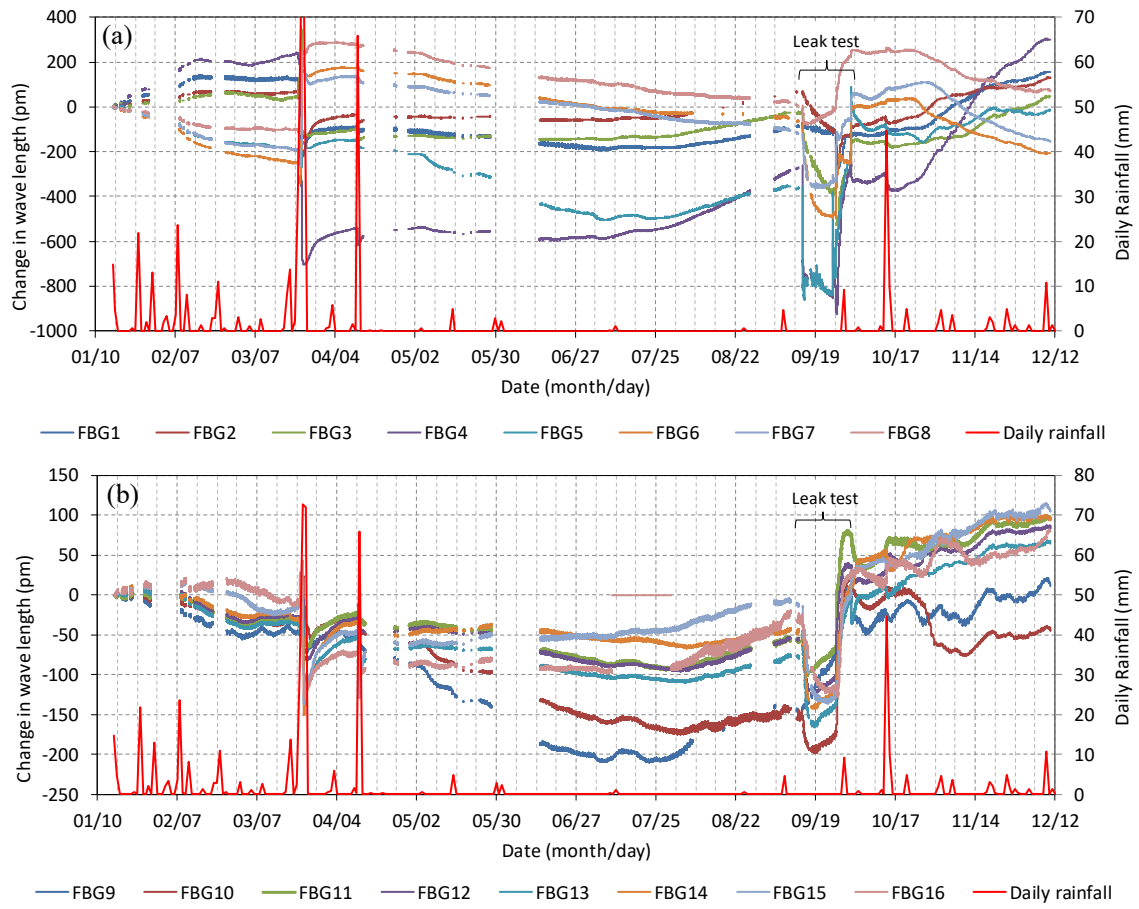 (a)
Leak test
Change in wave length (pm)
400
200
0
-200
-400
-600
-800
-1000
70
60
50
40
30
20
10
0
Daily Rainfall (mm)
01/10 02/07 03/07 04/04 05/02 05/30 06/27 07/25 08/22 09/19 10/17 11/14 12/12
Date (month/day)
FBG1 FBG2 FBG3 FBG4 FBG5 FBG6 FBG7 FBG8 Daily rainfall
(b)
Leak test
Change in wave length (pm)
150
100
50
0
-50
-100
-150
-200
-250
80
70
60
50
40
30
20
10
0
Daily Rainfall (mm)
01/10 02/07 03/07 04/04 05/02 05/30 06/27 07/25 08/22 09/19 10/17 11/14 12/12
Date (month/day)
FBG9 FBG10 FBG11 FBG12 FBG13 FBG14 FBG15 FBG16 Daily rainfall